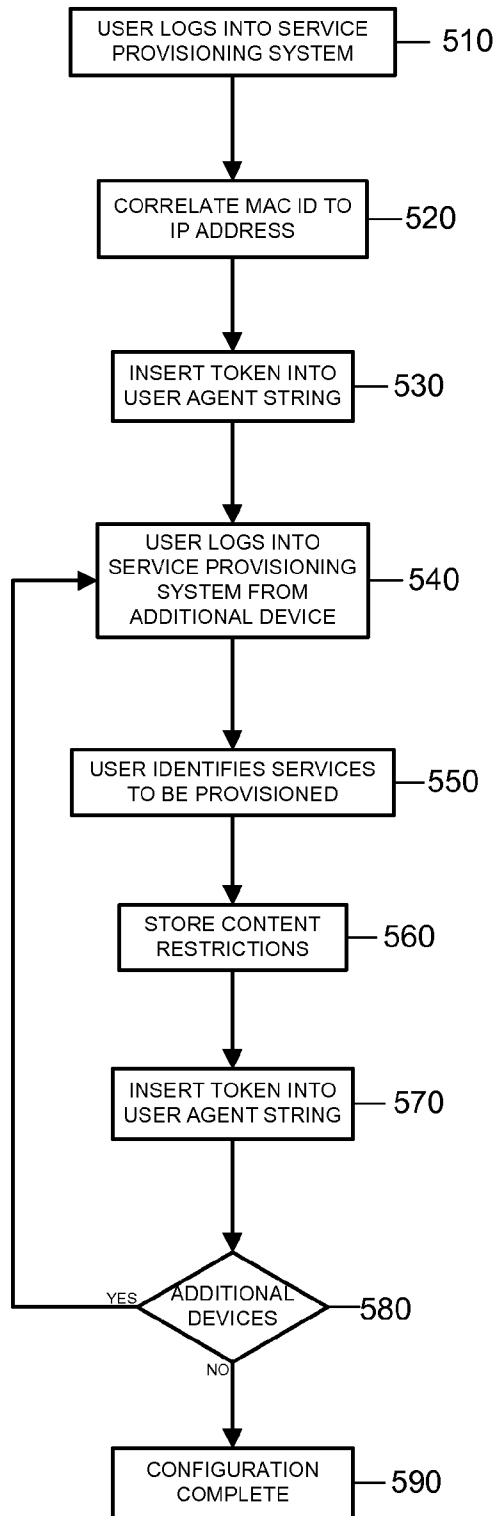 USER LOGS INTO SERVICE
PROVISIONING SYSTEM
510
CORRELATE MAC ID TO
IP ADDRESS
520
INSERT TOKEN INTO
USER AGENT STRING
530
USER LOGS INTO
SERVICE PROVISIONING
SYSTEM FROM
ADDITIONAL DEVICE
540
USER IDENTIFIES SERVICES
TO BE PROVISIONED
550
STORE CONTENT
RESTRICTIONS
560
INSERT TOKEN INTO
USER AGENT STRING
570
YES
ADDITIONAL
DEVICES
580
NO
CONFIGURATION
COMPLETE
590